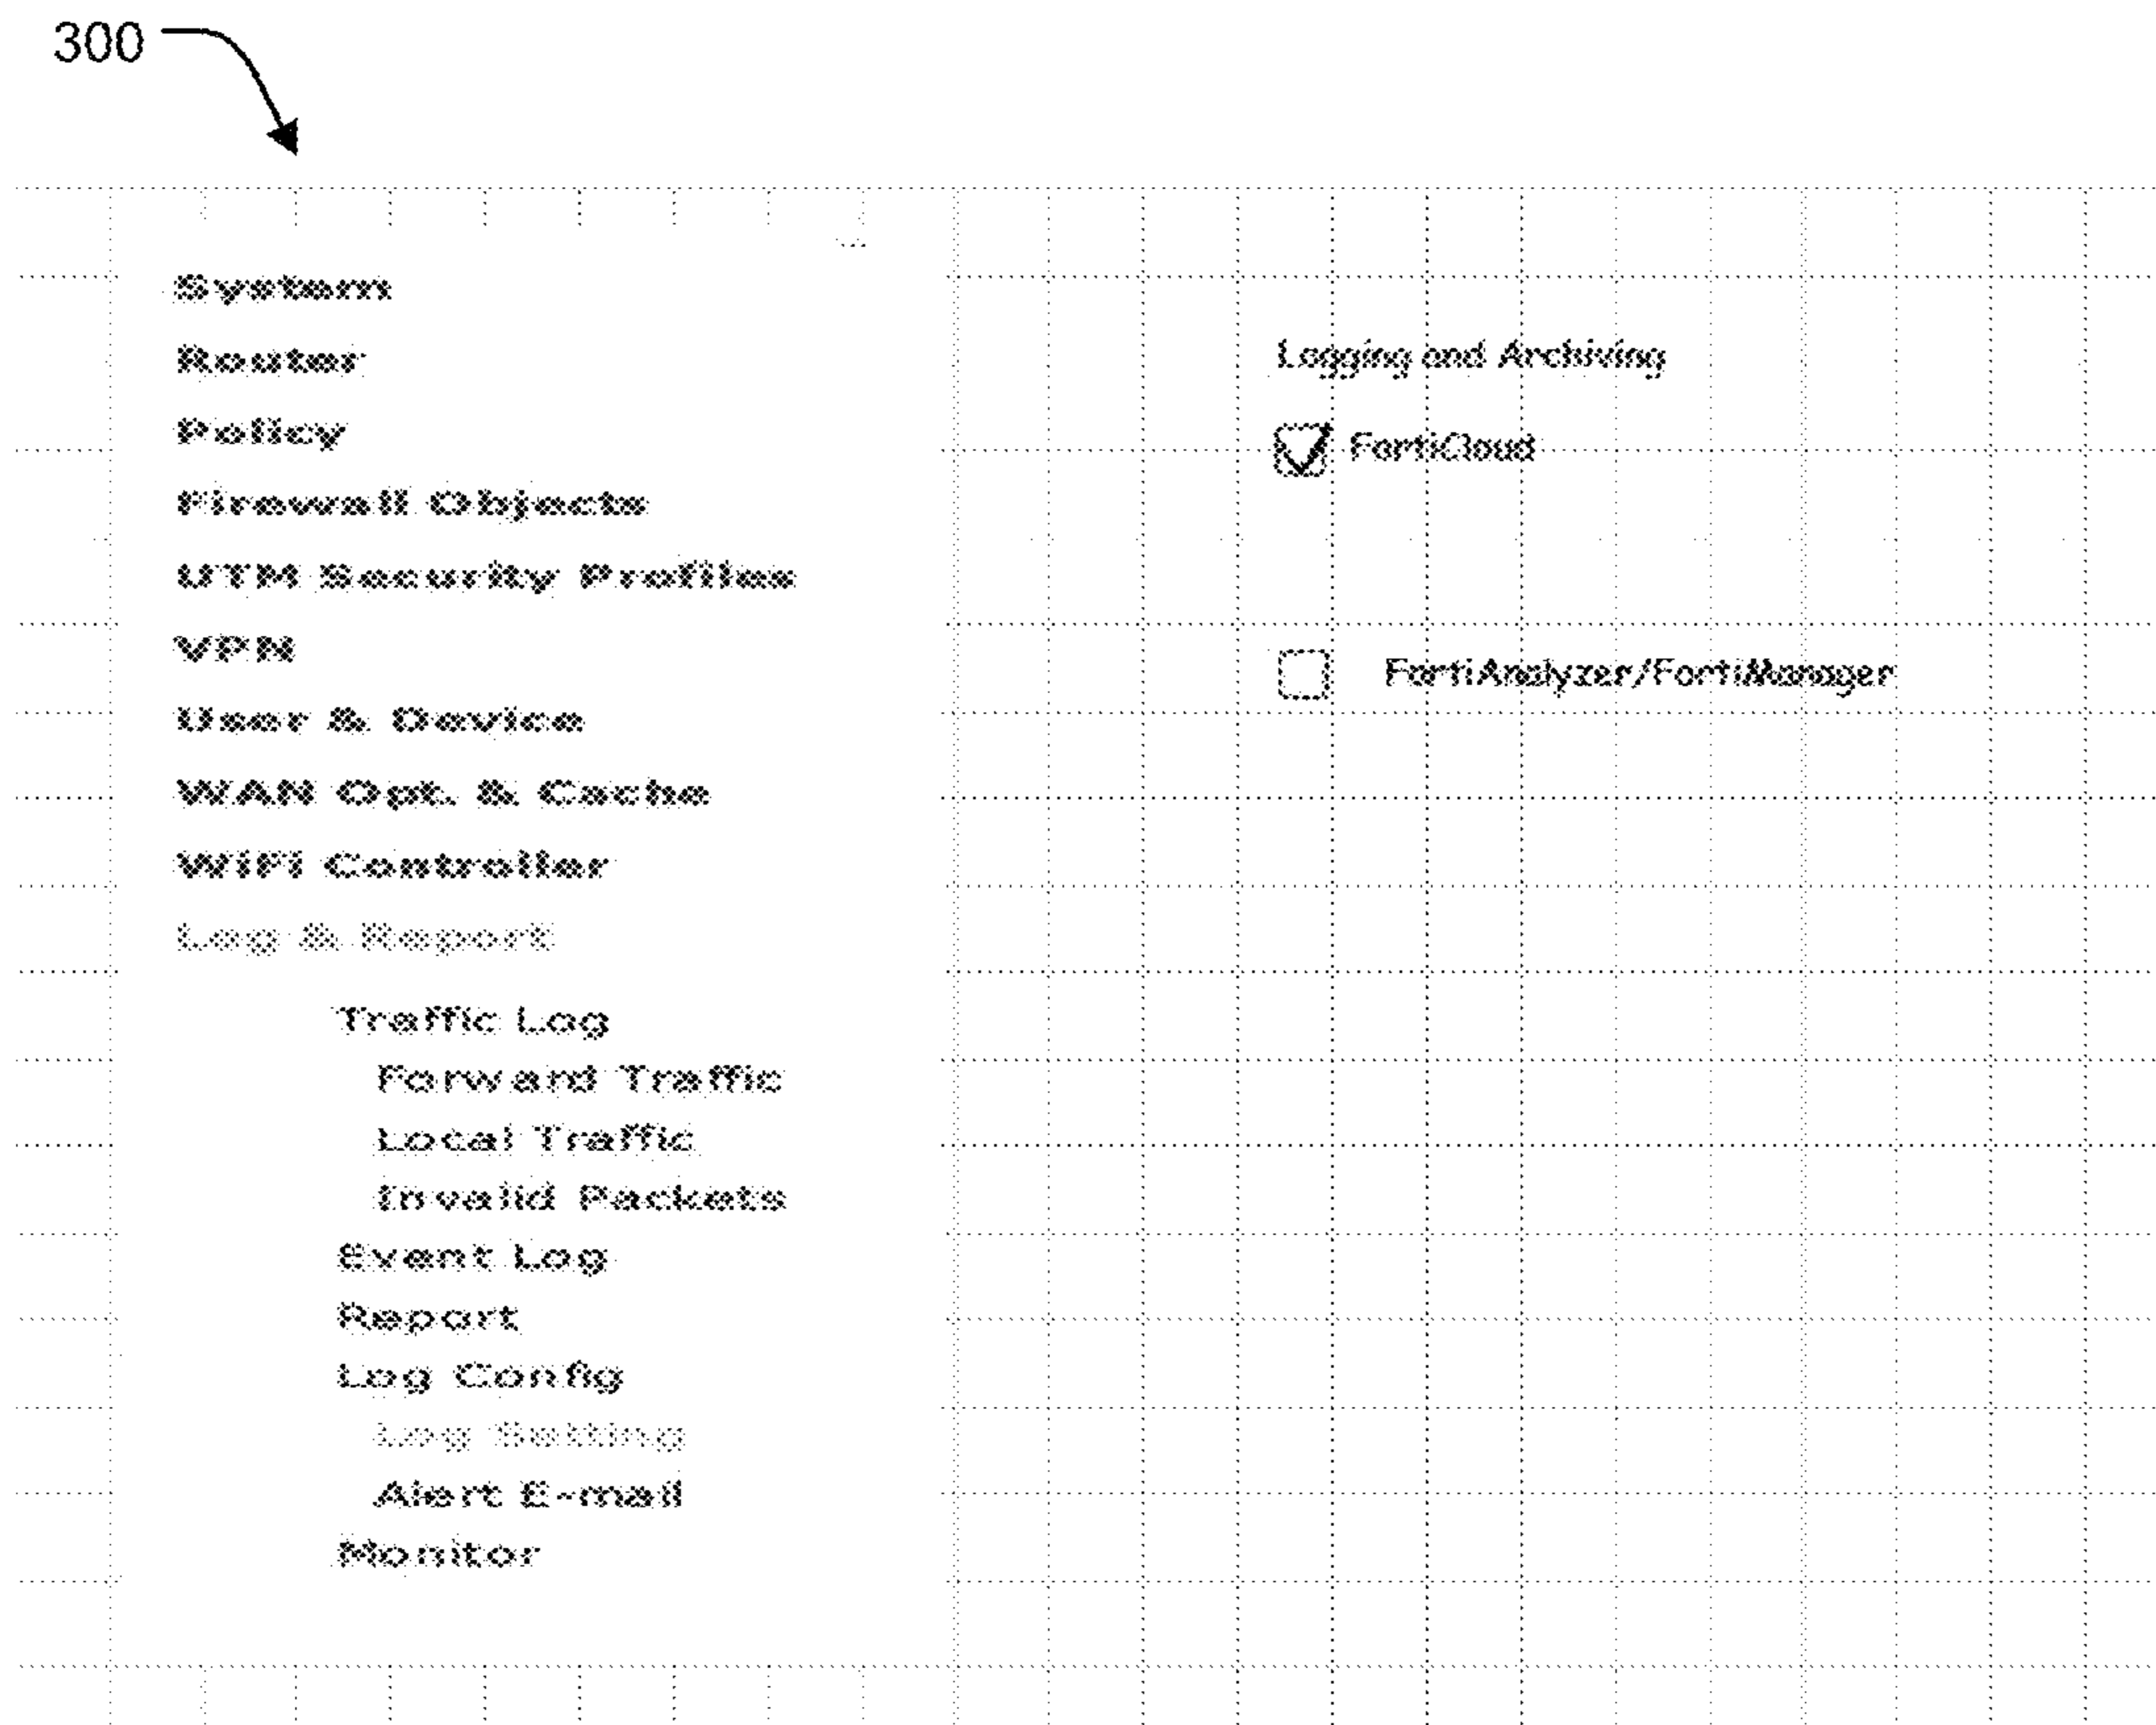 300
System
Router
Policy
Firewall Objects
UTM Security Profiles
VPN
User & Device
WAN Opt. & Cache
WiFi Controller
Log & Report
Traffic Log
Forward Traffic
Local Traffic
Invalid Packets
Event Log
Report
Log Config
Log Setting
Alert E-mail
Monitor
Logging and Archiving
FortiCloud
FortiAnalyzer/FortiManager